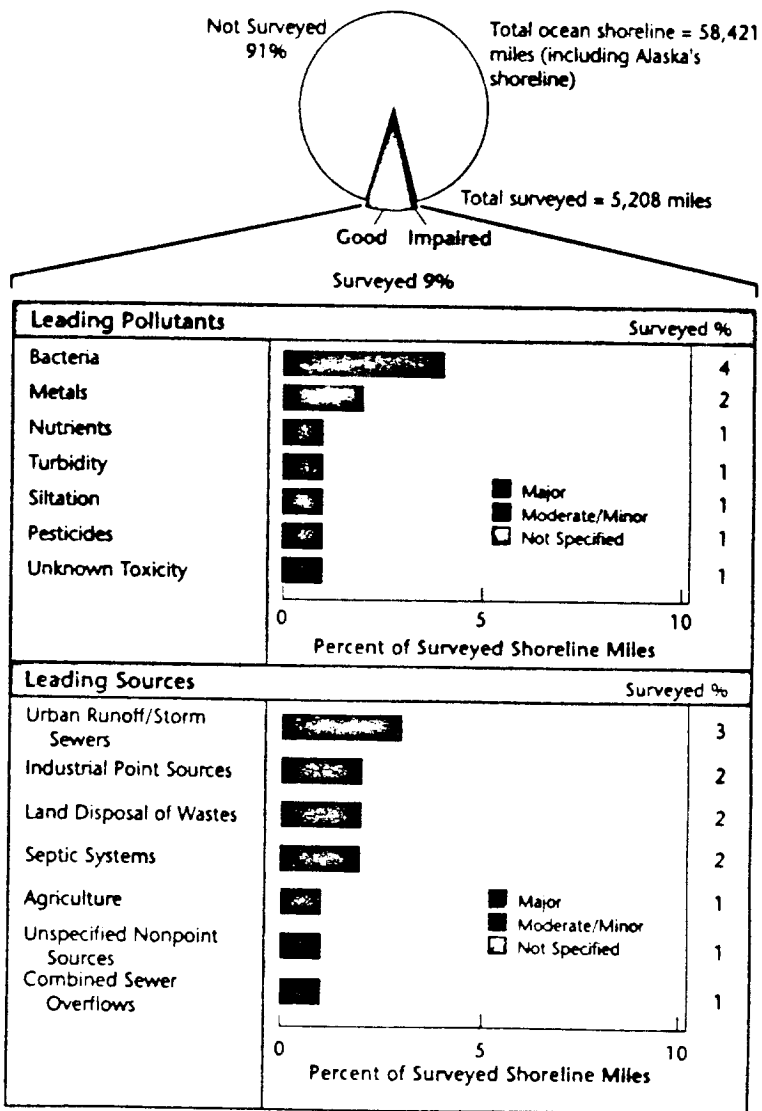 Not Surveyed
91%
Total ocean shoreline = 58,421
miles (including Alaska's
shoreline)
Total surveyed = 5,208 miles
Good
Impaired
Surveyed 9%
Leading Pollutants
Surveyed %
Bacteria
4
Metals
2
Nutrients
1
Turbidity
1
Siltation
1
Pesticides
1
Unknown Toxicity
1
Major
Moderate/Minor
Not Specified
0
5
10
Percent of Surveyed Shoreline Miles
Leading Sources
Surveyed %
Urban Runoff/Storm
Sewers
3
Industrial Point Sources
2
Land Disposal of Wastes
2
Septic Systems
2
Agriculture
1
Unspecified Nonpoint
Sources
1
Combined Sewer
Overflows
1
Major
Moderate/Minor
Not Specified
0
5
10
Percent of Surveyed Shoreline Miles